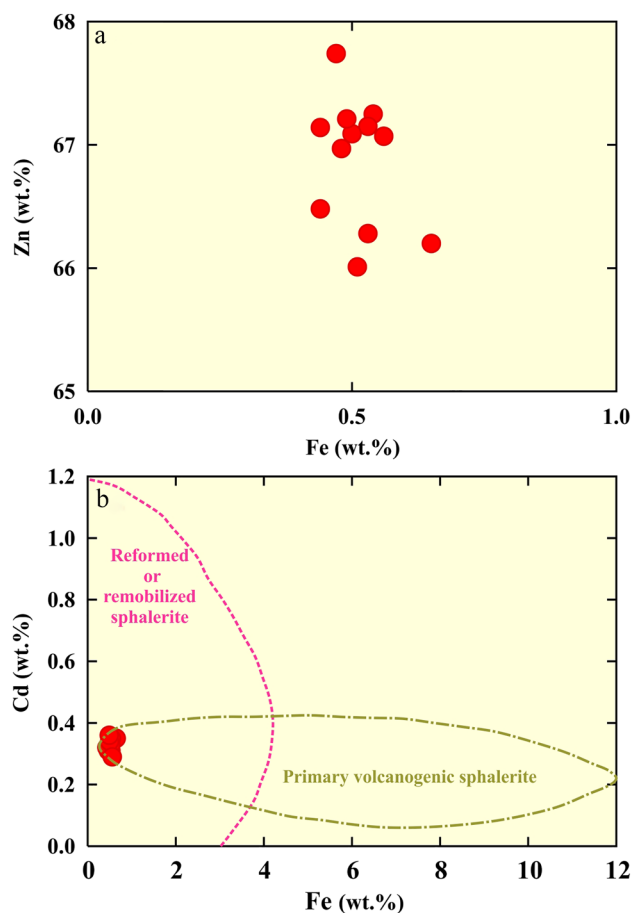 68
a
67
66
65
Zn (wt.%)
0.0
0.5
1.0
Fe (wt.%)
1.2
b
1.0
0.8
0.6
0.4
0.2
0.0
Cd (wt.%)
Reformed
or
remobilized
sphalerite
Primary volcanogenic sphalerite
0
2
4
6
8
10
12
Fe (wt.%)